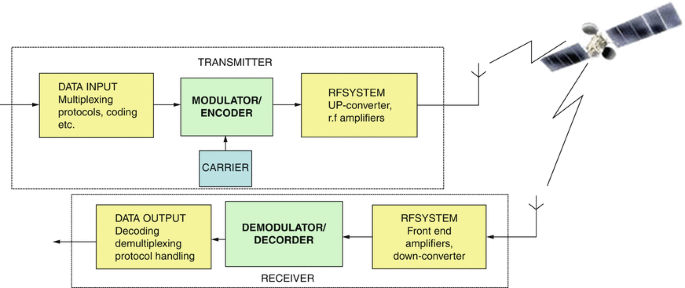 TRANSMITTER
DATA INPUT
Multiplexing
protocols, coding
etc.
MODULATOR/
ENCODER
RFSYSTEM
UP-converter,
r.f amplifiers
CARRIER
DATA OUTPUT
Decoding
demultiplexing
protocol handling
DEMODULATOR/
DECORDER
RFSYSTEM
Front end
amplifiers,
down-converter
RECEIVER